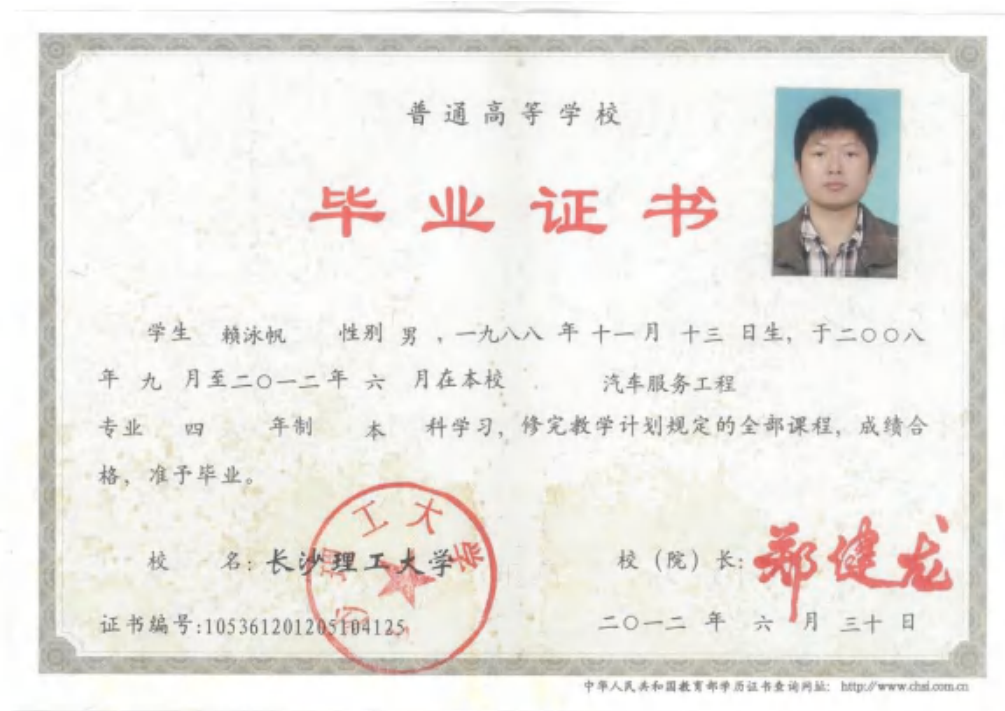 普通高等学校
毕业证书
学生 赖泳帆 性别 男 ，一九八八 年 十一月 十三 日生，于二〇〇八
年 九 月至二〇一二年 六 月在本校 汽车服务工程
专业 四 年制 本 科学习，修完教学计划规定的全部课程，成绩合
格，准予毕业。
校 名：长沙理工大学 校（院）长：郑健龙
证书编号:105361201205104125 二〇一二 年 六 月 三十 日
中华人民共和国教育部学历证书查询网址：http://www.chsi.com.cn